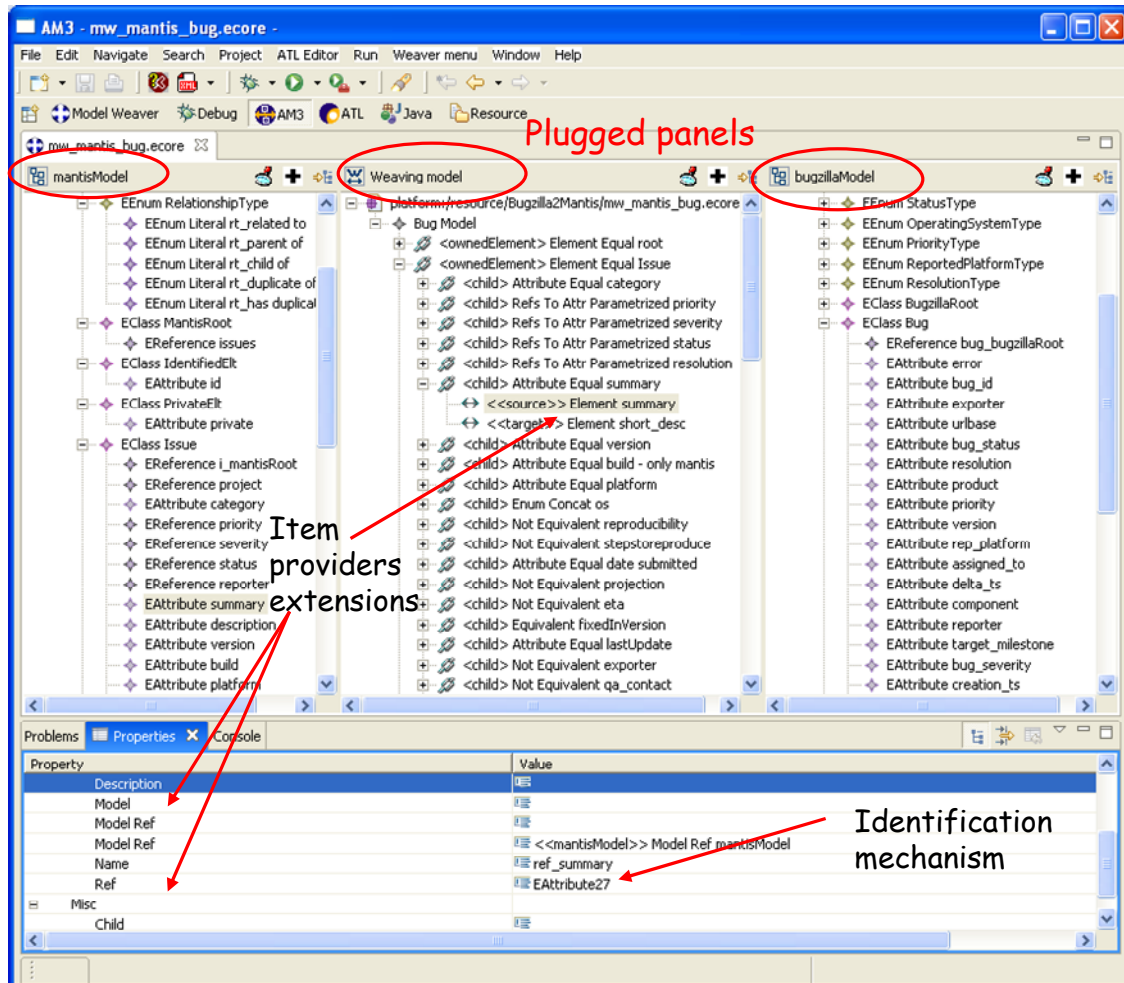 AM3 - mw_mantis_bug.ecore -
File Edit Navigate Search Project ATL Editor Run Weaver menu Window Help
Model Weaver Debug AM3 ATL Java Resource
Plugged panels
mw_mantis_bug.ecore
mantisModel
EEnum RelationshipType
EEnum Literal rt_related to
EEnum Literal rt_parent of
EEnum Literal rt_child of
EEnum Literal rt_duplicate of
EEnum Literal rt_has duplical
EClass MantisRoot
EReference issues
EClass IdentifiedElt
EAttribute id
EClass PrivateElt
EAttribute private
EClass Issue
EReference i_mantisRoot
EReference project
EAttribute category
EReference priority
EReference severity
EReference status
EReference reporter
EAttribute summary
EAttribute description
EAttribute version
EAttribute build
EAttribute platform
Weaving model
platform:/resource/Bugzilla2Mantis/mw_mantis_bug.ecore
Bug Model
<ownedElement> Element Equal root
<ownedElement> Element Equal Issue
<child> Attribute Equal category
<child> Refs To Attr Parametrized priority
<child> Refs To Attr Parametrized severity
<child> Refs To Attr Parametrized status
<child> Refs To Attr Parametrized resolution
<child> Attribute Equal summary
<<source>> Element summary
<<target>> Element short_desc
<child> Attribute Equal version
<child> Attribute Equal build - only mantis
<child> Attribute Equal platform
<child> Enum Concat os
<child> Not Equivalent reproducibility
<child> Not Equivalent stepstoreproduce
<child> Attribute Equal date submitted
<child> Not Equivalent projection
<child> Not Equivalent eta
<child> Equivalent fixedInVersion
<child> Attribute Equal lastUpdate
<child> Not Equivalent exporter
<child> Not Equivalent qa_contact
bugzillaModel
EEnum StatusType
EEnum OperatingSystemType
EEnum PriorityType
EEnum ReportedPlatformType
EEnum ResolutionType
EClass BugzillaRoot
EClass Bug
EReference bug_bugzillaRoot
EAttribute error
EAttribute bug_id
EAttribute exporter
EAttribute urlbase
EAttribute bug_status
EAttribute resolution
EAttribute product
EAttribute priority
EAttribute version
EAttribute rep_platform
EAttribute assigned_to
EAttribute delta_ts
EAttribute component
EAttribute reporter
EAttribute target_milestone
EAttribute bug_severity
EAttribute creation_ts
Item
providers
extensions
Problems Properties Console
Property Value
Description
Model
Model Ref
Model Ref <<mantisModel>> Model Ref mantisModel
Name ref_summary
Ref EAttribute27
Misc
Child
Identification
mechanism